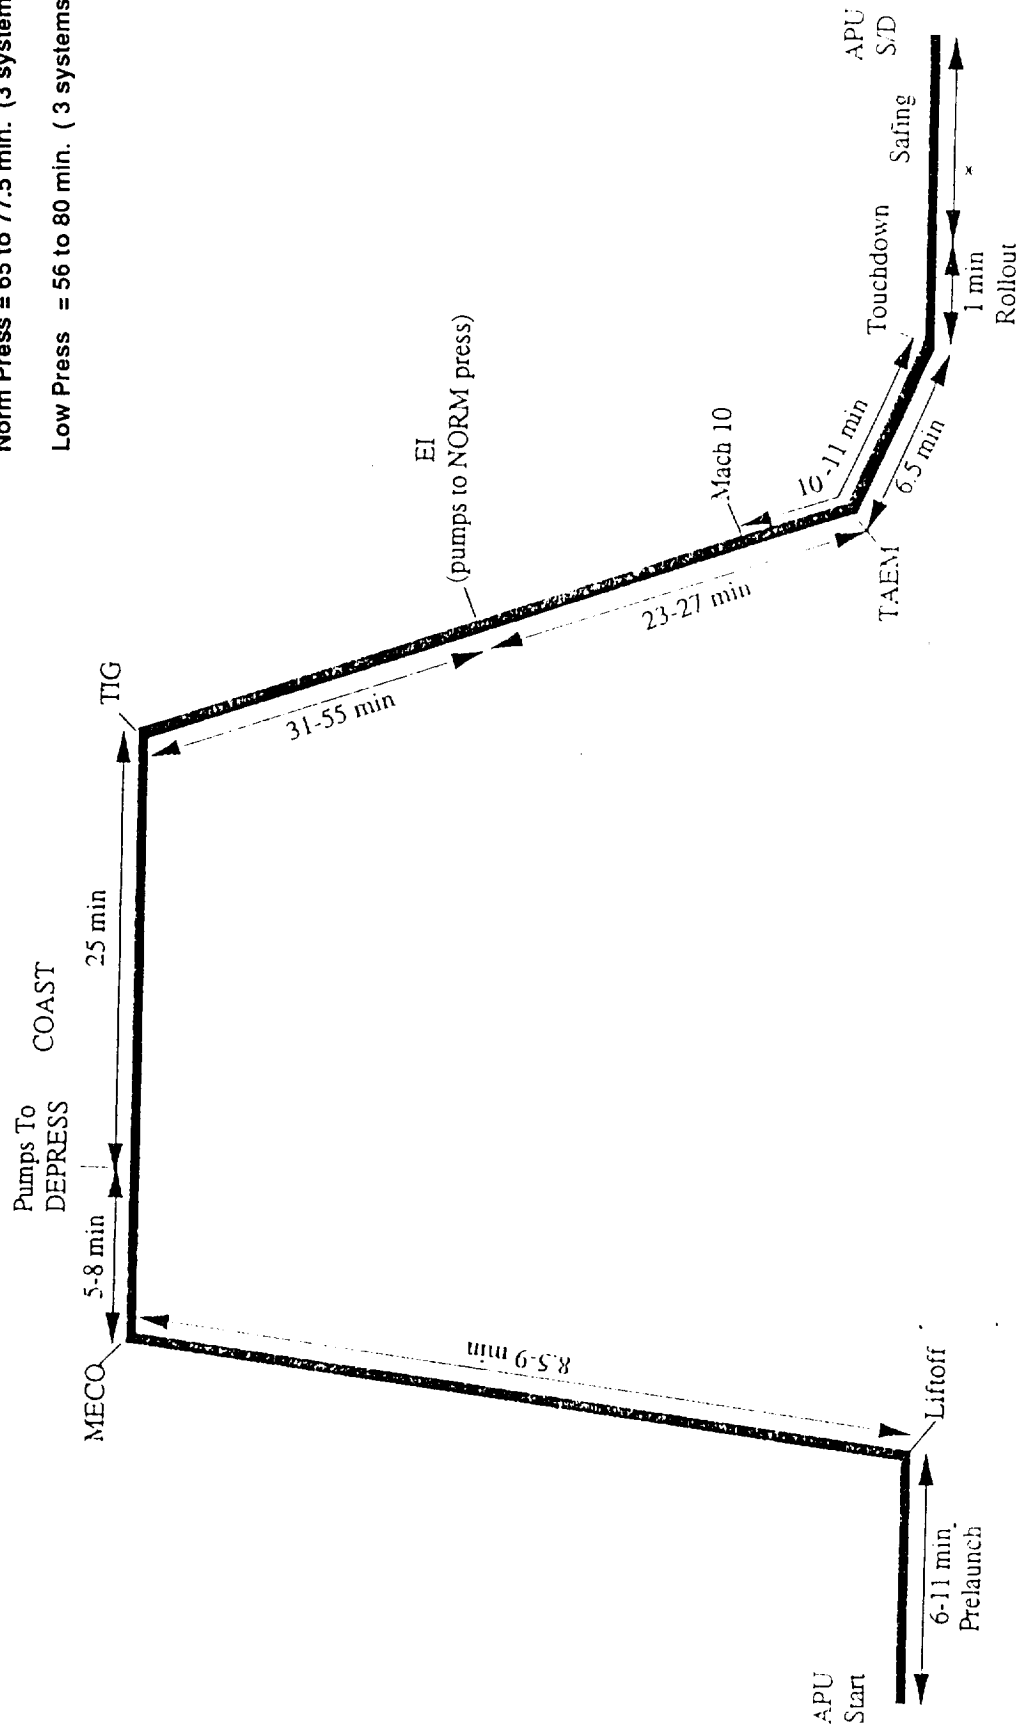 Norm Press = 65 to 77.5 min. (3 system
Low Press = 56 to 80 min. ( 3 systems
Pumps To
DEPRESS
COAST
MECO
5-8 min
25 min
TIG
8.5-9 min
31-55 min
EI
(pumps to NORM press)
23-27 min
Mach 10
10 -11 min
TAEM
6.5 min
Touchdown
Safing
APU
S/D
1 min
Rollout
*
APU
Start
6-11 min.
Prelaunch
Liftoff